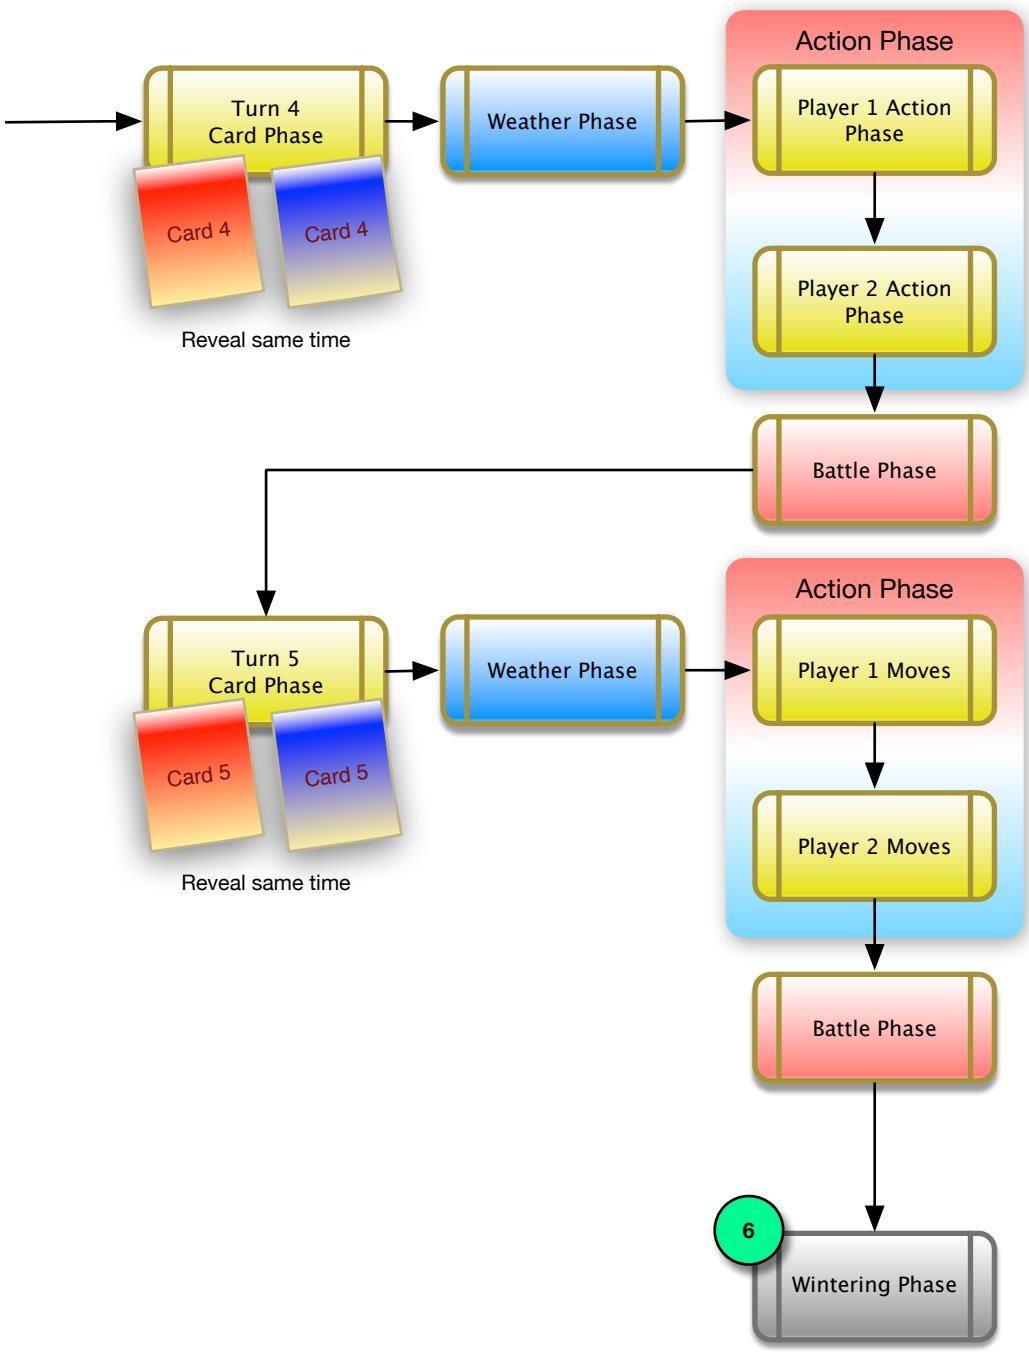 Action Phase
Turn 4
Card Phase
Weather Phase
Player 1 Action
Phase
Card 4
Card 4
Player 2 Action
Phase
Reveal same time
Battle Phase
Action Phase
Turn 5
Card Phase
Weather Phase
Player 1 Moves
Card 5
Card 5
Player 2 Moves
Reveal same time
Battle Phase
6
Wintering Phase